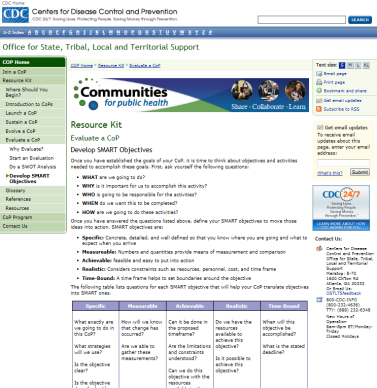 CDC Home
CDC
Centers for Disease Control and Prevention
CDC 24/7: Saving Lives. Protecting People. Saving Money through Prevention.
SEARCH
A-Z Index A B C D E F G H I J K L M N O P Q R S T U V W X Y Z #
Office for State, Tribal, Local and Territorial Support
COP Home
Join a CoP
Resource Kit
Where Should You
Begin?
Introduction to CoPs
Launch a CoP
Sustain a CoP
Evolve a CoP
Evaluate a CoP
Why Evaluate?
Start an Evaluation
Do a SWOT Analysis
Develop SMART
Objectives
Glossary
References
Resources
CoP Program
Contact Us
COP Home > Resource Kit > Evaluate a CoP
Communities
for public health
Share · Collaborate · Learn
Resource Kit
Evaluate a CoP
Develop SMART Objectives
Once you have established the goals of your CoP, it is time to think about objectives and activities
needed to accomplish these goals. First, ask yourself the following questions:
• WHAT are we going to do?
• WHY is it important for us to accomplish this activity?
• WHO is going to be responsible for the activities?
• WHEN do we want this to be completed?
• HOW are we going to do these activities?
Once you have answered the questions listed above, define your SMART objectives to move those
ideas into action. SMART objectives are:
• Specific: Concrete, detailed, and well defined so that you know where you are going and what to
expect when you arrive
• Measureable: Numbers and quantities provide means of measurement and comparison
• Achievable: feasible and easy to put into action
• Realistic: Considers constraints such as resources, personnel, cost, and time frame
• Time-Bound: A time frame helps to set boundaries around the objective
The following table lists questions for each SMART objective that will help your CoP translate objectives
into SMART ones.
Specific Measurable Achievable Realistic Time Bound
What exactly are
we going to do in
this CoP?
What strategies
will we use?
Is the objective
clear?
Is the objective
How will we know
that change has
occurred?
Are we able to
gather these
measurements?
Can it be done in
the proposed
timeframe?
Are the limitations
and constraints
understood?
Can we do this
objective with the
resources
Do we have the
resources
available to
achieve this
objective?
Is it possible to
achieve this
objective?
When will this
objective be
accomplished?
What is the stated
deadline?
Text size: S M L XL
Email page
Print page
Bookmark and share
Get email updates
Subscribe to RSS
Get email updates
To receive email
updates about this
page, enter your email
address:
What's this? Submit
CDC 24/7
Saving Lives.
Protecting People.
Contact Us:
Centers for Disease
Control and Prevention
Office for State, Tribal,
Local and Territorial
Support
Mailstop: E-70
1600 Clifton Rd
Atlanta, GA 30333
Or Email Us:
OSTLTSfeedback
800-CDC-INFO
(800-232-4636)
TTY: (888) 232-6348
New Hours of
Operation
8am-8pm ET/Monday-
Friday
Closed Holidays